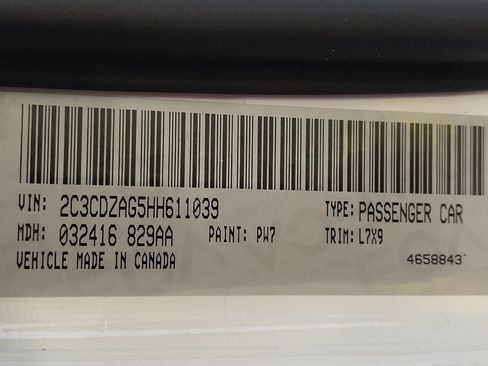 VIN: 2C3CDZAG5HH611039 TYPE: PASSENGER CAR
MDH: 032416 829AA PAINT: PW7 TRIM: L7X9
VEHICLE MADE IN CANADA 4658843